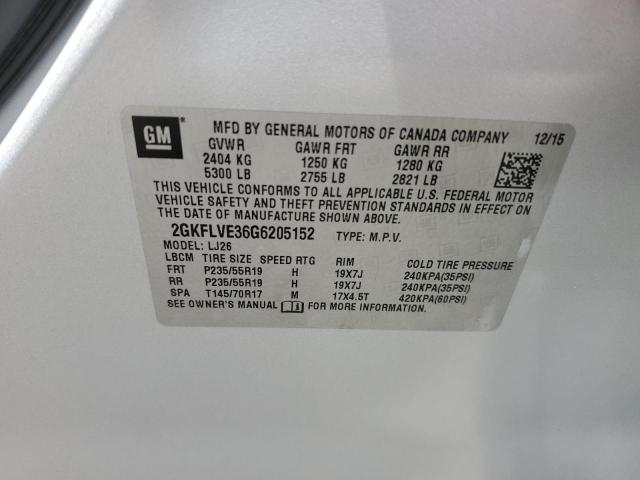 GM
MFD BY GENERAL MOTORS OF CANADA COMPANY 12/15
GVWR GAWR FRT GAWR RR
2404 KG 1250 KG 1280 KG
5300 LB 2755 LB 2821 LB
THIS VEHICLE CONFORMS TO ALL APPLICABLE U.S. FEDERAL MOTOR
VEHICLE SAFETY AND THEFT PREVENTION STANDARDS IN EFFECT ON
THE DATE OF MANUFACTURE SHOWN ABOVE.
2GKFLVE36G6205152 TYPE: M.P.V.
MODEL: LJ26
LBCM TIRE SIZE SPEED RTG RIM COLD TIRE PRESSURE
FRT P235/55R19 H 19X7J 240KPA(35PSI)
RR P235/55R19 H 19X7J 240KPA(35PSI)
SPA T145/70R17 M 17X4.5T 420KPA(60PSI)
SEE OWNER'S MANUAL FOR MORE INFORMATION.